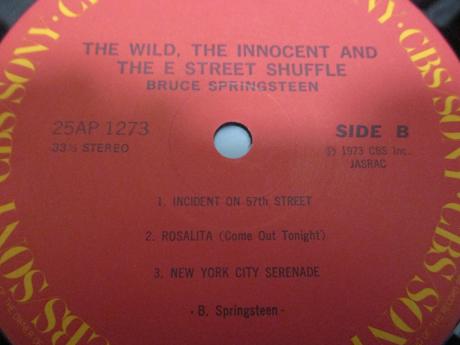 THE WILD, THE INNOCENT AND
THE E STREET SHUFFLE
BRUCE SPRINGSTEEN
25AP 1273
33⅓ STEREO
SIDE B
Ⓟ 1973 CBS Inc.
JASRAC
1. INCIDENT ON 57th STREET
2. ROSALITA (Come Out Tonight)
3. NEW YORK CITY SERENADE
· B. Springsteen ·
CBS/SONY · CBS/SONY · CBS/SONY